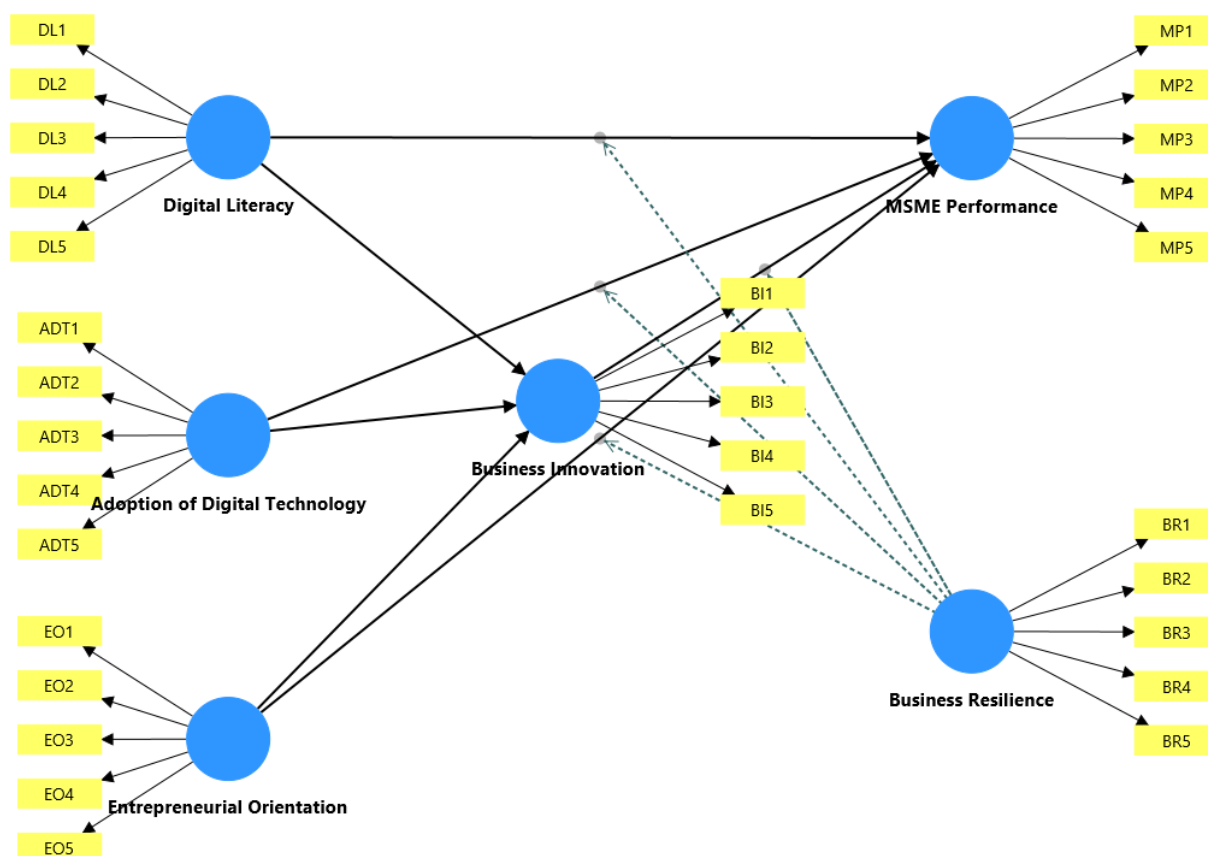 DL1
DL2
DL3
DL4
DL5
Digital Literacy
MP1
MP2
MP3
MP4
MP5
MSME Performance
ADT1
ADT2
ADT3
ADT4
ADT5
Adoption of Digital Technology
BI1
BI2
BI3
BI4
BI5
Business Innovation
EO1
EO2
EO3
EO4
EO5
Entrepreneurial Orientation
BR1
BR2
BR3
BR4
BR5
Business Resilience